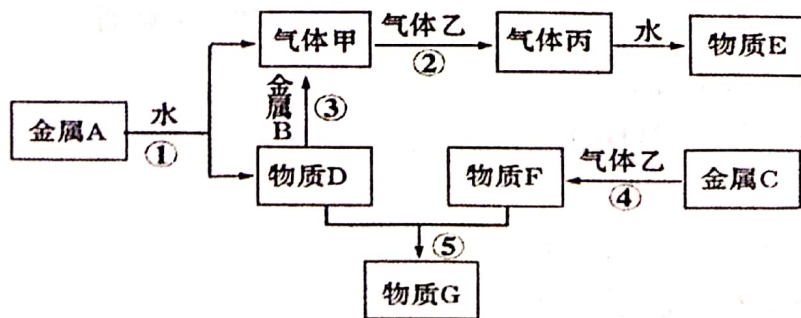 气体甲 气体乙 ② 气体丙 水 物质E
金属A 水 ① 金属B ③
物质D 物质F 气体乙 ④ 金属C
⑤
物质G